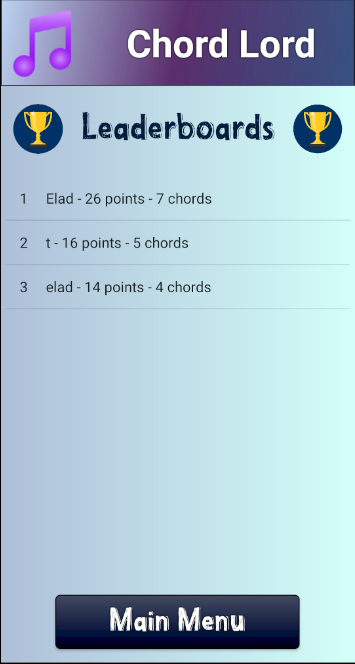 Chord Lord
Leaderboards
1 Elad - 26 points - 7 chords
2 t - 16 points - 5 chords
3 elad - 14 points - 4 chords
Main Menu